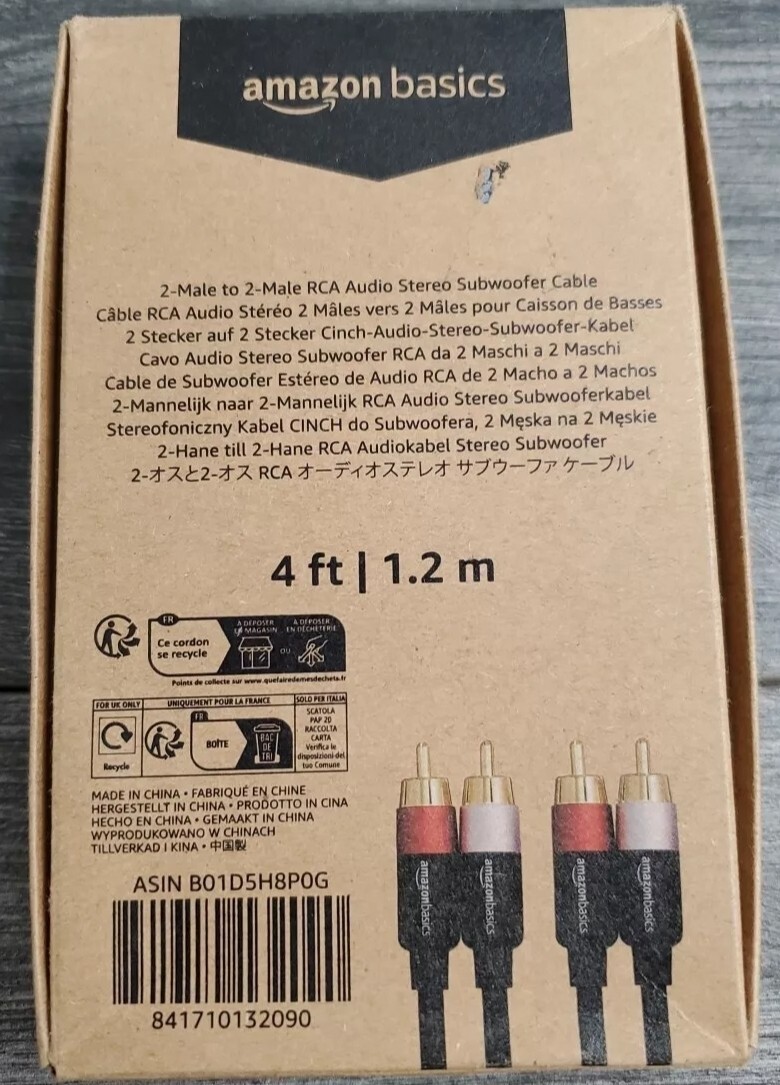 amazon basics
2-Male to 2-Male RCA Audio Stereo Subwoofer Cable
Câble RCA Audio Stéréo 2 Mâles vers 2 Mâles pour Caisson de Basses
2 Stecker auf 2 Stecker Cinch-Audio-Stereo-Subwoofer-Kabel
Cavo Audio Stereo Subwoofer RCA da 2 Maschi a 2 Maschi
Cable de Subwoofer Estéreo de Audio RCA de 2 Macho a 2 Machos
2-Mannelijk naar 2-Mannelijk RCA Audio Stereo Subwooferkabel
Stereofoniczny Kabel CINCH do Subwoofera, 2 Męska na 2 Męskie
2-Hane till 2-Hane RCA Audiokabel Stereo Subwoofer
2-オスと2-オス RCA オーディオステレオ サブウーファ ケーブル
4 ft | 1.2 m
FR
Ce cordon
se recycle
À DÉPOSER
EN MAGASIN
OU
À DÉPOSER
EN DÉCHÈTERIE
Points de collecte sur www.quefairedemesdechets.fr
FOR UK ONLY
Recycle
UNIQUEMENT POUR LA FRANCE
FR
BOÎTE
BAC
DE
TRI
SOLO PER ITALIA
SCATOLA
PAP 20
RACCOLTA
CARTA
Verifica le
disposizioni del
tuo Comune
MADE IN CHINA • FABRIQUÉ EN CHINE
HERGESTELLT IN CHINA • PRODOTTO IN CINA
HECHO EN CHINA • GEMAAKT IN CHINA
WYPRODUKOWANO W CHINACH
TILLVERKAD I KINA • 中国製
ASIN B01D5H8P0G
841710132090
amazonbasics
amazonbasics
amazonbasics
amazonbasics